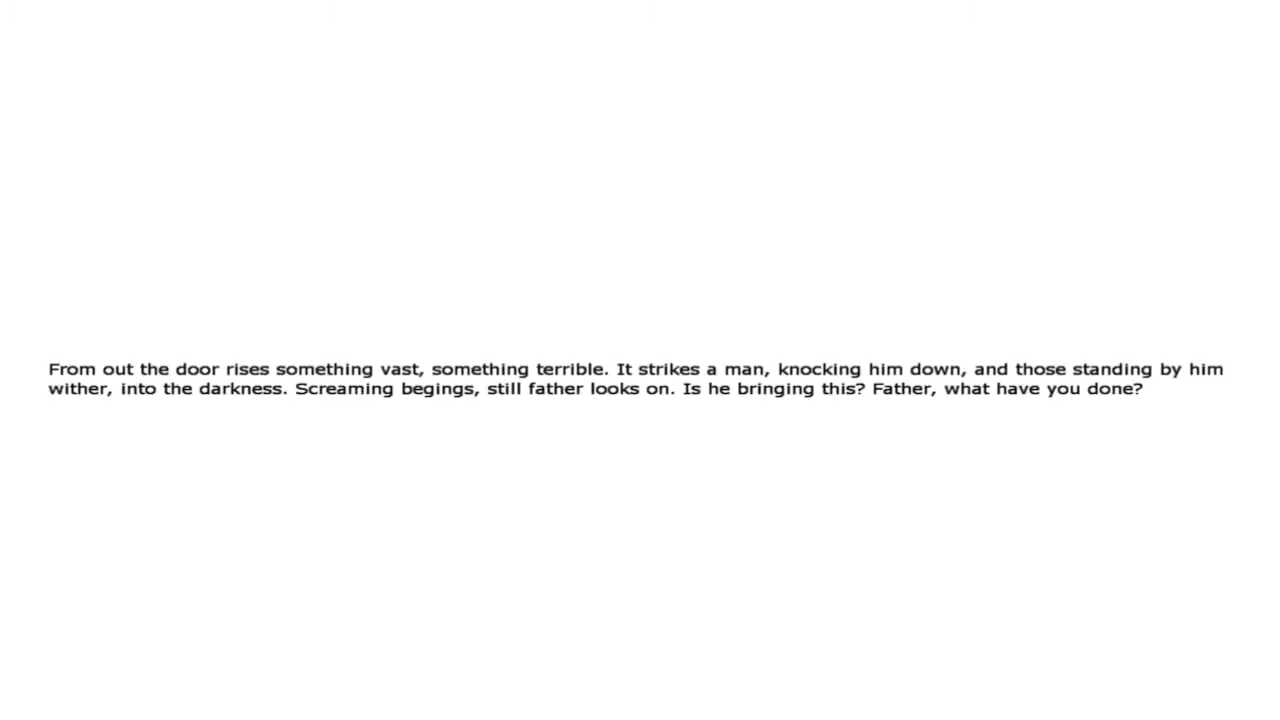 From out the door rises something vast, something terrible. It strikes a man, knocking him down, and those standing by him
wither, into the darkness. Screaming begings, still father looks on. Is he bringing this? Father, what have you done?